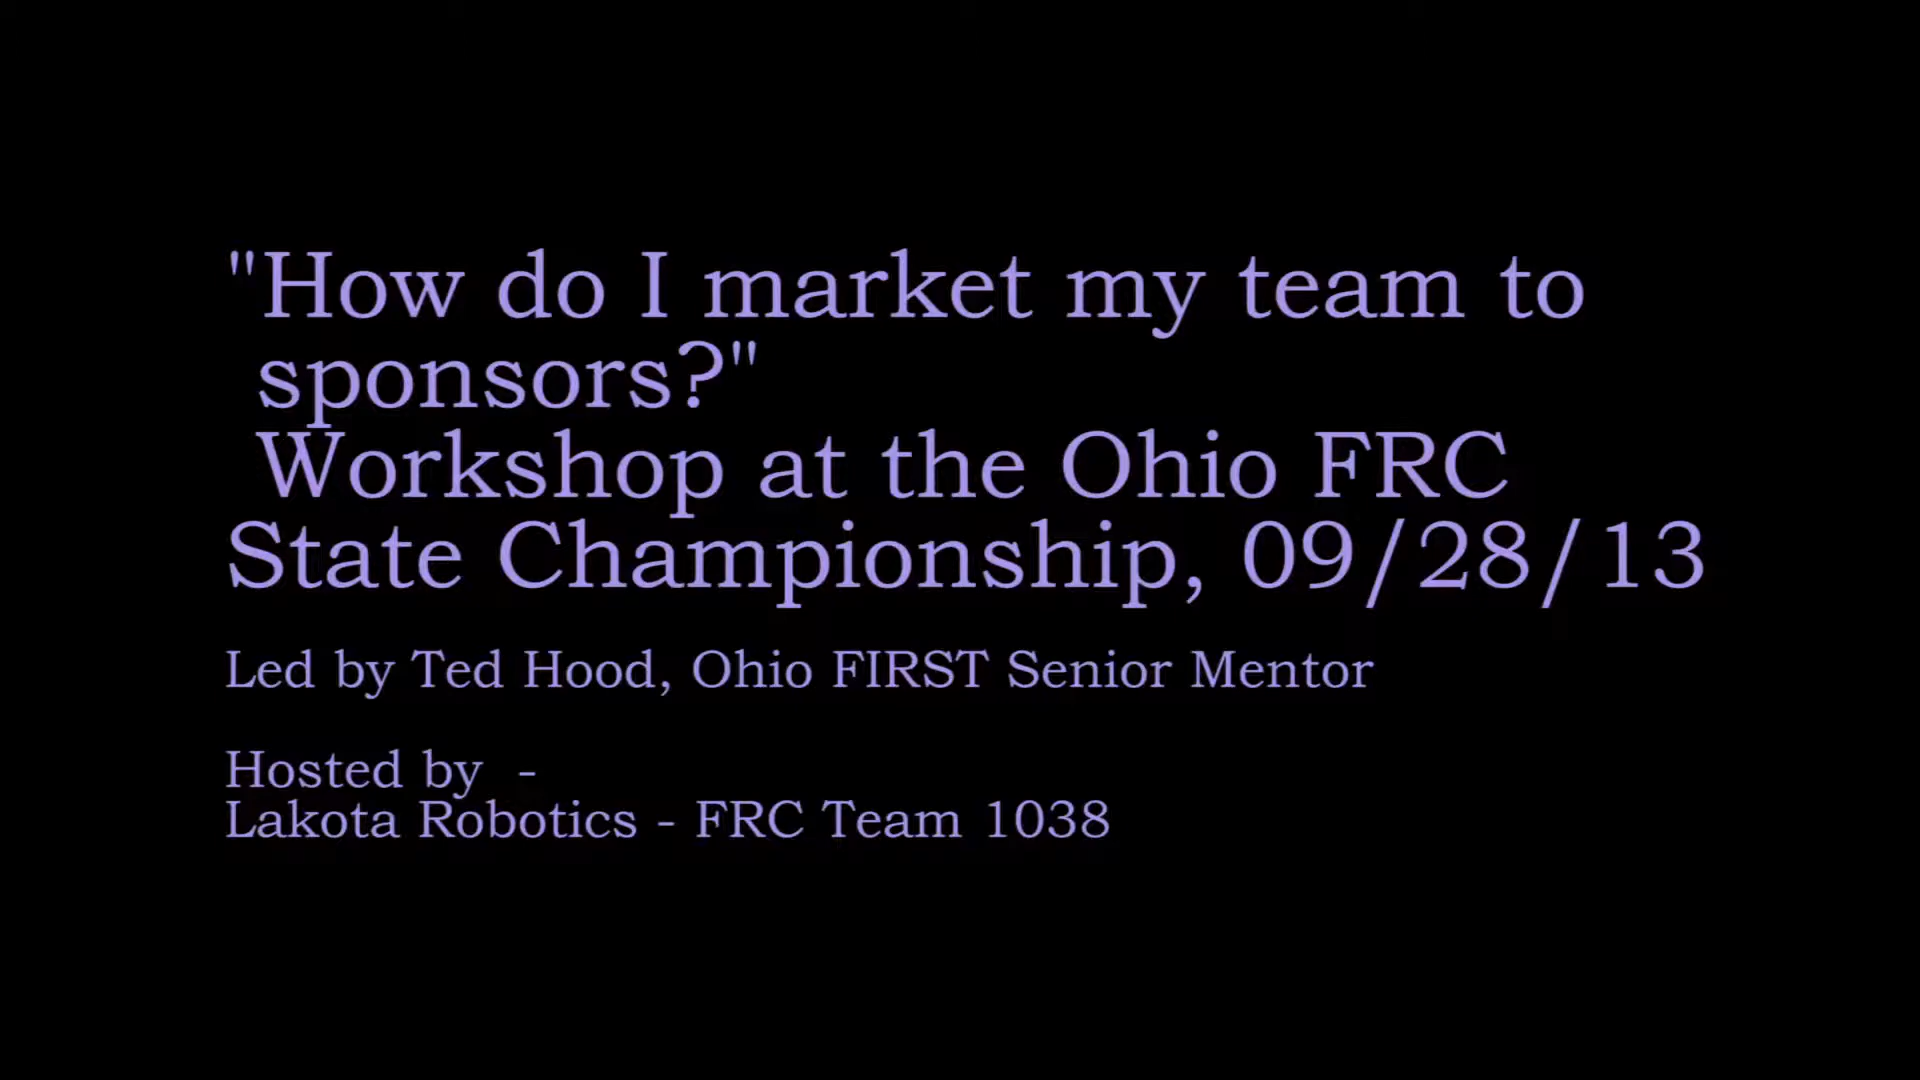 "How do I market my team to
sponsors?"
Workshop at the Ohio FRC
State Championship, 09/28/13
Led by Ted Hood, Ohio FIRST Senior Mentor
Hosted by -
Lakota Robotics - FRC Team 1038